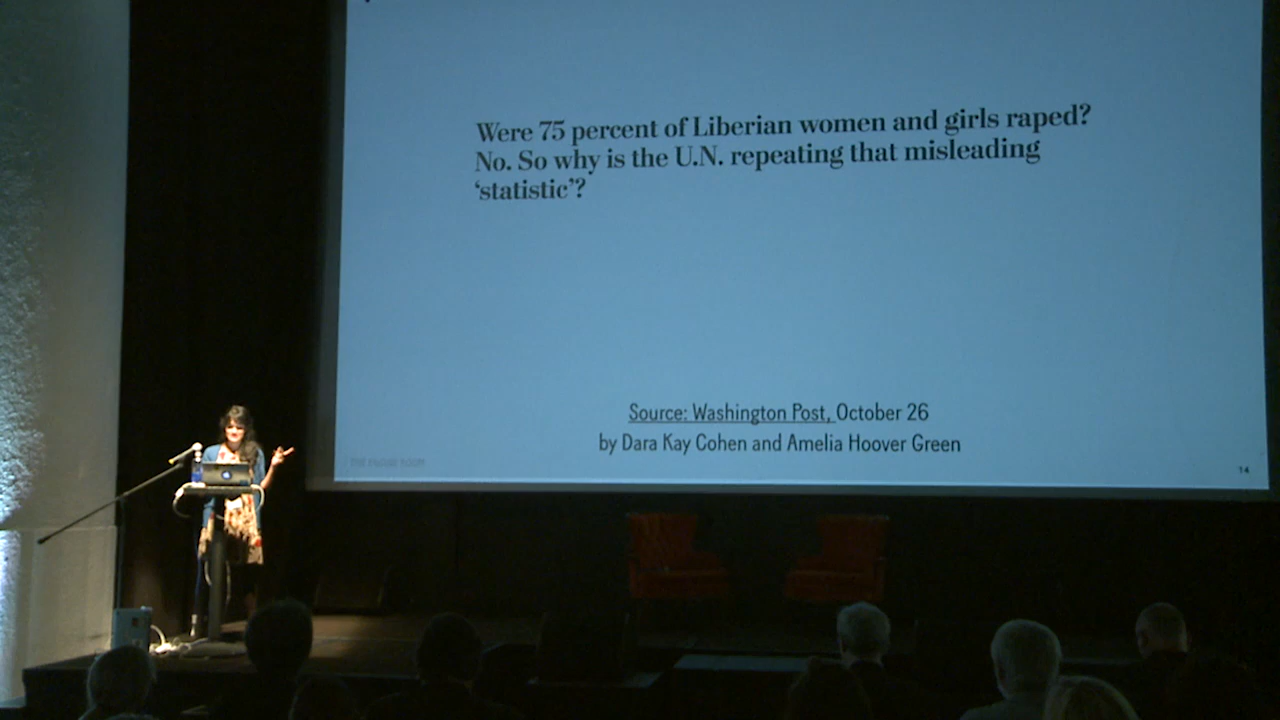 Were 75 percent of Liberian women and girls raped?
No. So why is the U.N. repeating that misleading
‘statistic’?
Source: Washington Post, October 26
by Dara Kay Cohen and Amelia Hoover Green
14